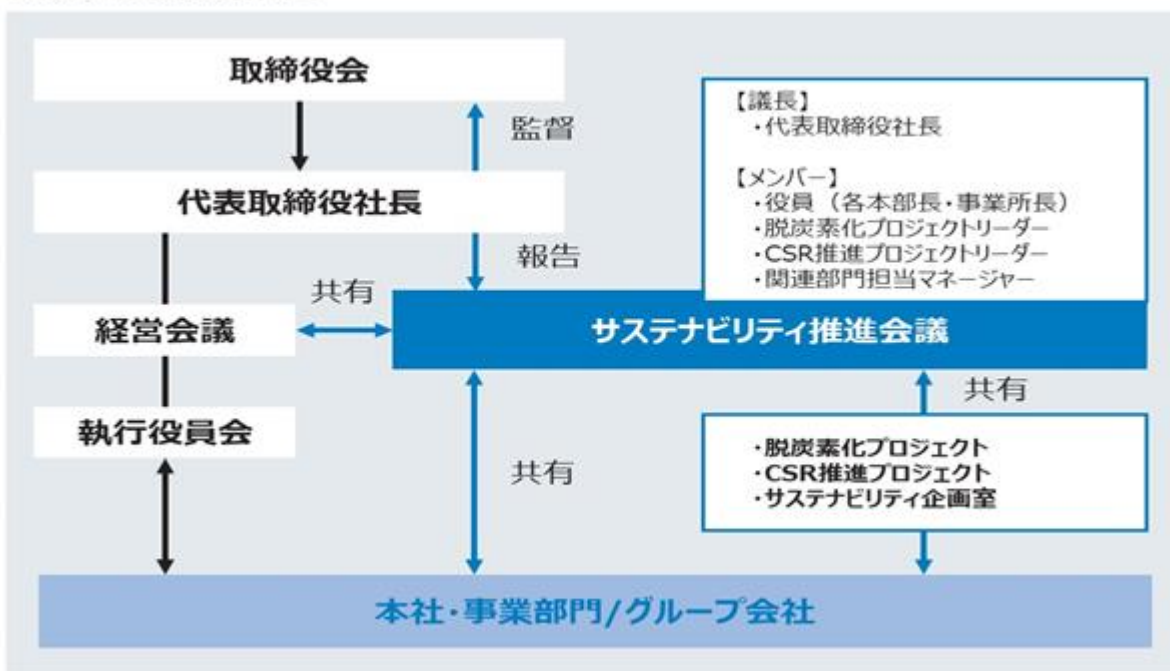 取締役会
監督
【議長】
・代表取締役社長
【メンバー】
・役員（各本部長・事業所長）
・脱炭素化プロジェクトリーダー
・CSR推進プロジェクトリーダー
・関連部門担当マネージャー
代表取締役社長
報告
共有
経営会議
サステナビリティ推進会議
共有
執行役員会
共有
・脱炭素化プロジェクト
・CSR推進プロジェクト
・サステナビリティ企画室
本社・事業部門/グループ会社